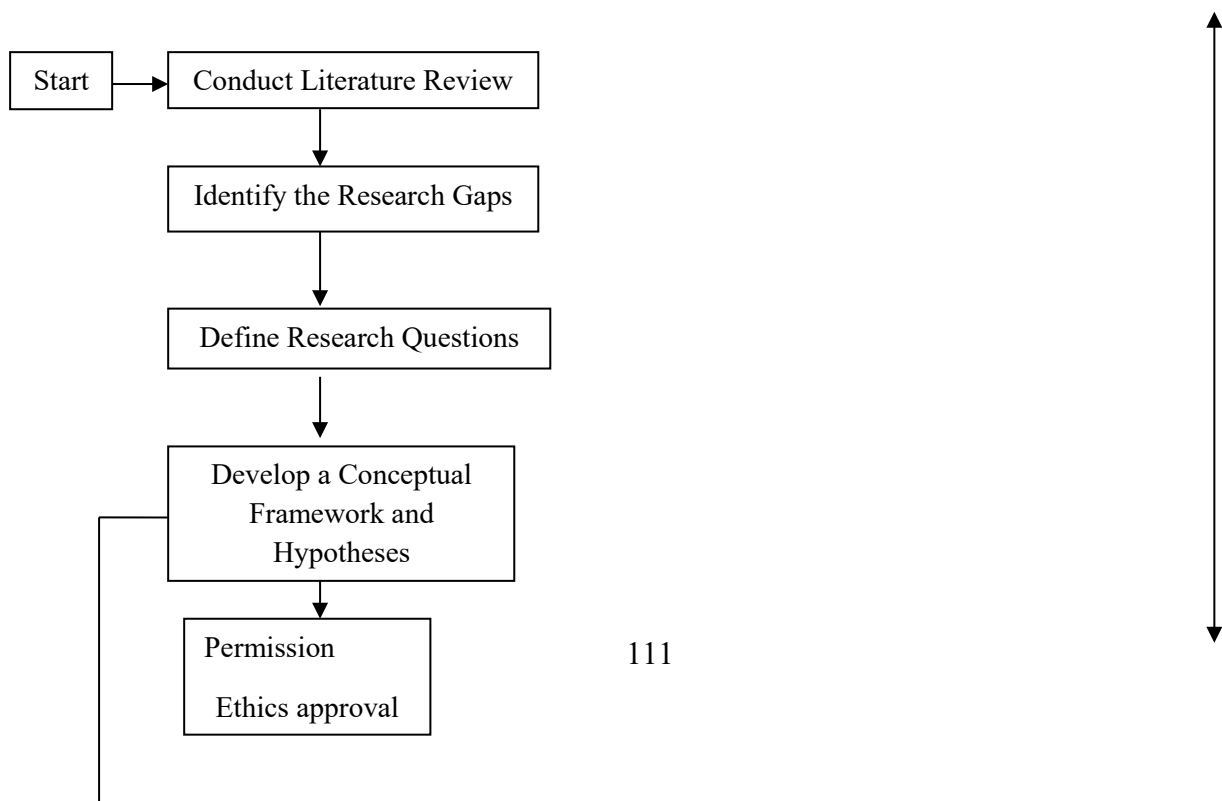 Start
Conduct Literature Review
Identify the Research Gaps
Define Research Questions
Develop a Conceptual
Framework and
Hypotheses
Permission
Ethics approval
111